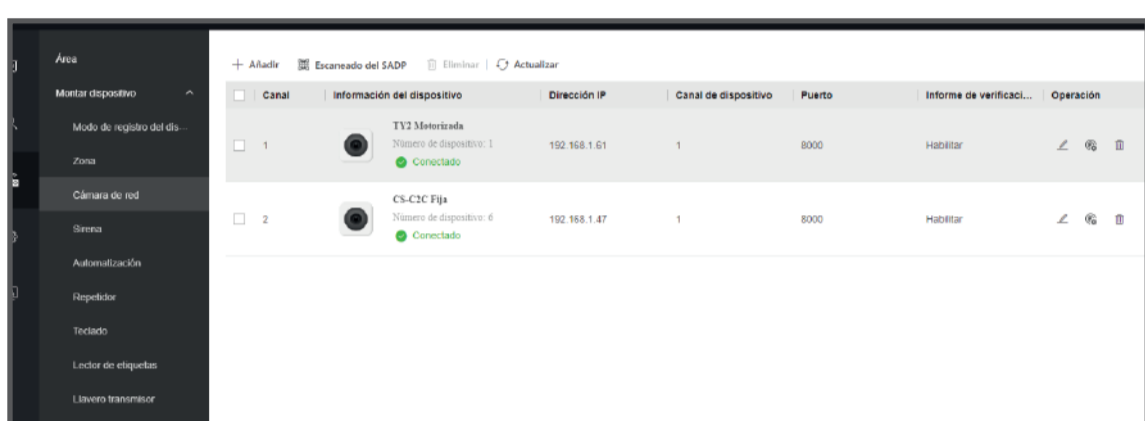 Área
Montar dispositivo
Modo de registro del dis...
Zona
Cámara de red
Sirena
Automatización
Repetidor
Teclado
Lector de etiquetas
Llavero transmisor
Añadir Escaneado del SADP Eliminar Actualizar
Canal Información del dispositivo Dirección IP Canal de dispositivo Puerto Informe de verificaci... Operación
TY2 Motorizada
1 Número de dispositivo: 1 192.168.1.61 1 8000 Habilitar
Conectado
CS-C2C Fija
2 Número de dispositivo: 6 192.168.1.47 1 8000 Habilitar
Conectado